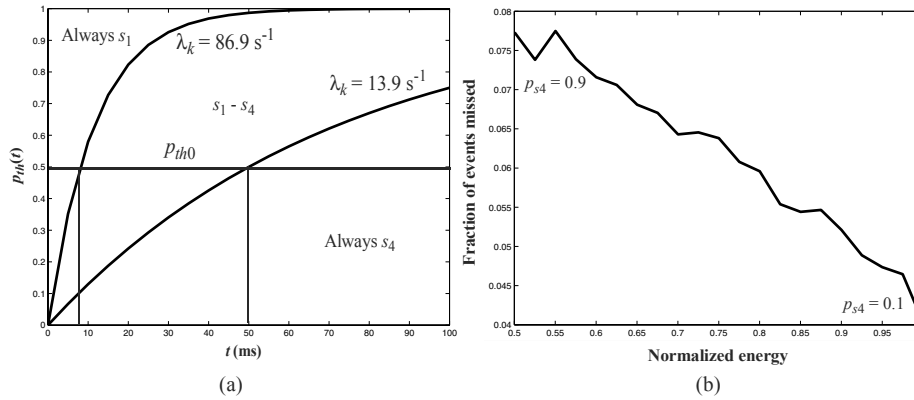 1
0.9
0.8
0.7
0.6
0.5
0.4
0.3
0.2
0.1
0
p_th(t)
Always s₁
λₖ = 86.9 s⁻¹
λₖ = 13.9 s⁻¹
s₁ - s₄
p_th0
Always s₄
0 10 20 30 40 50 60 70 80 90 100
t (ms)
(a)
0.08
0.075
0.07
0.065
0.06
0.055
0.05
0.045
0.04
Fraction of events missed
p_s4 = 0.9
p_s4 = 0.1
0.5 0.55 0.6 0.65 0.7 0.75 0.8 0.85 0.9 0.95
Normalized energy
(b)